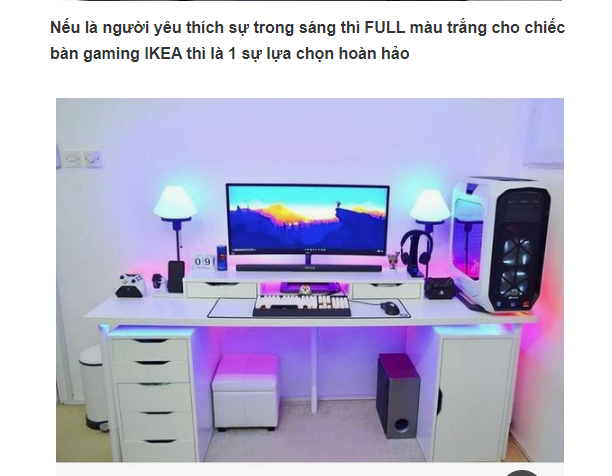 Nếu là người yêu thích sự trong sáng thì FULL màu trắng cho chiếc
bàn gaming IKEA thì là 1 sự lựa chọn hoàn hảo
09